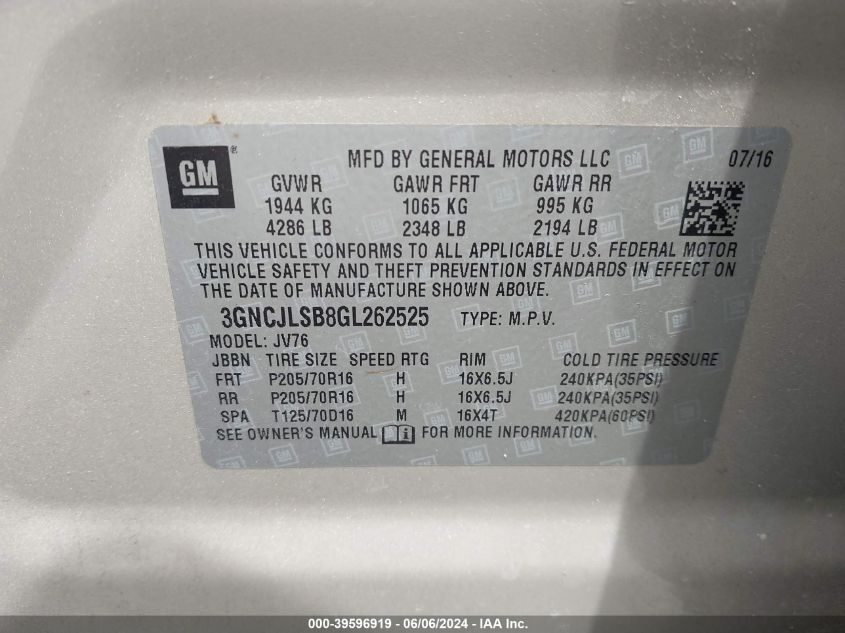 GM ® MFD BY GENERAL MOTORS LLC 07/16
GVWR GAWR FRT GAWR RR
1944 KG 1065 KG 995 KG
4286 LB 2348 LB 2194 LB
THIS VEHICLE CONFORMS TO ALL APPLICABLE U.S. FEDERAL MOTOR
VEHICLE SAFETY AND THEFT PREVENTION STANDARDS IN EFFECT ON
THE DATE OF MANUFACTURE SHOWN ABOVE.
3GNCJLSB8GL262525 TYPE: M.P.V.
MODEL: JV76
JBBN TIRE SIZE SPEED RTG RIM COLD TIRE PRESSURE
FRT P205/70R16 H 16X6.5J 240KPA(35PSI)
RR P205/70R16 H 16X6.5J 240KPA(35PSI)
SPA T125/70D16 M 16X4T 420KPA(60PSI)
SEE OWNER'S MANUAL FOR MORE INFORMATION.
000-39596919 / 06/06/2024 - IAA Inc.